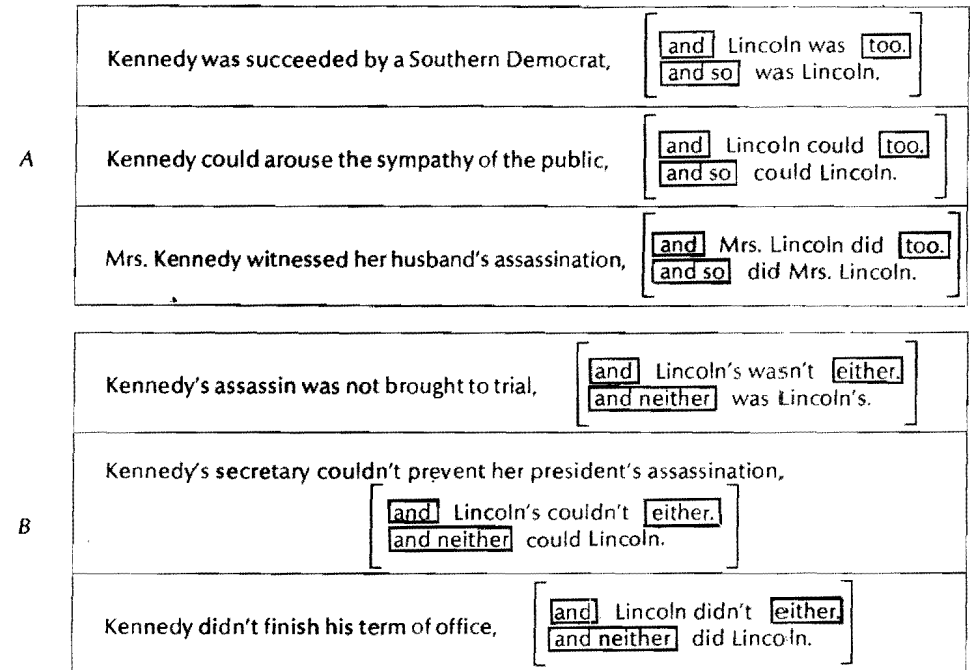 Kennedy was succeeded by a Southern Democrat,
and Lincoln was too.
and so was Lincoln.
A
Kennedy could arouse the sympathy of the public,
and Lincoln could too.
and so could Lincoln.
Mrs. Kennedy witnessed her husband's assassination,
and Mrs. Lincoln did too.
and so did Mrs. Lincoln.
Kennedy's assassin was not brought to trial,
and Lincoln's wasn't either.
and neither was Lincoln's.
B
Kennedy's secretary couldn't prevent her president's assassination,
and Lincoln's couldn't either.
and neither could Lincoln.
Kennedy didn't finish his term of office,
and Lincoln didn't either.
and neither did Lincoln.